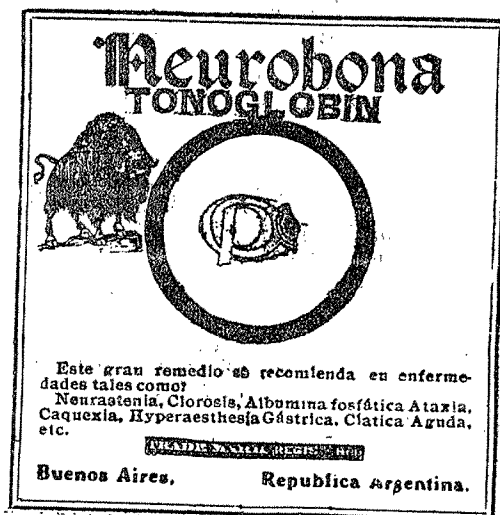 Neurobona
TONOGLOBIN
Este gran remedio se recomienda en enferme-
dades tales como:
Neurastenia, Clorosis, Albumina fosfática Ataxia,
Caquexia, Hyperaesthesia Gástrica, Ciatica Aguda,
etc.
Buenos Aires, Republica Argentina.